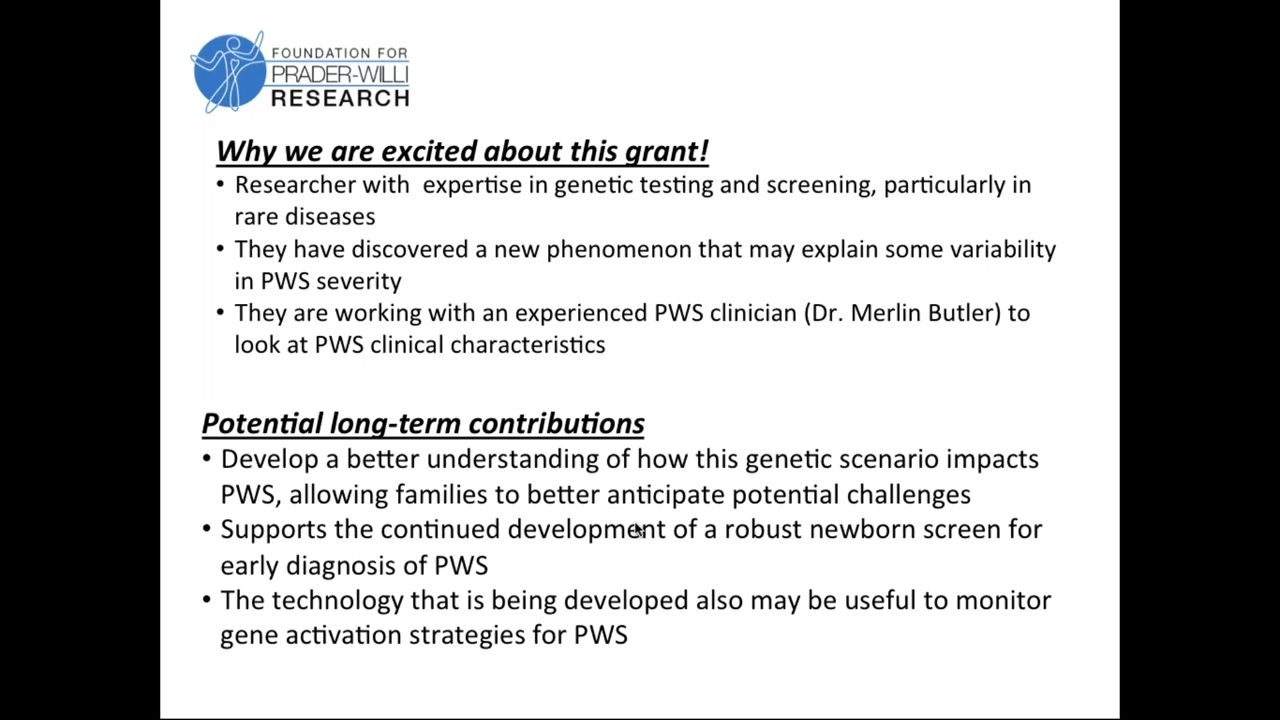 FOUNDATION FOR
PRADER-WILLI
RESEARCH
Why we are excited about this grant!
• Researcher with  expertise in genetic testing and screening, particularly in
rare diseases
• They have discovered a new phenomenon that may explain some variability
in PWS severity
• They are working with an experienced PWS clinician (Dr. Merlin Butler) to
look at PWS clinical characteristics
Potential long-term contributions
• Develop a better understanding of how this genetic scenario impacts
PWS, allowing families to better anticipate potential challenges
• Supports the continued development of a robust newborn screen for
early diagnosis of PWS
• The technology that is being developed also may be useful to monitor
gene activation strategies for PWS